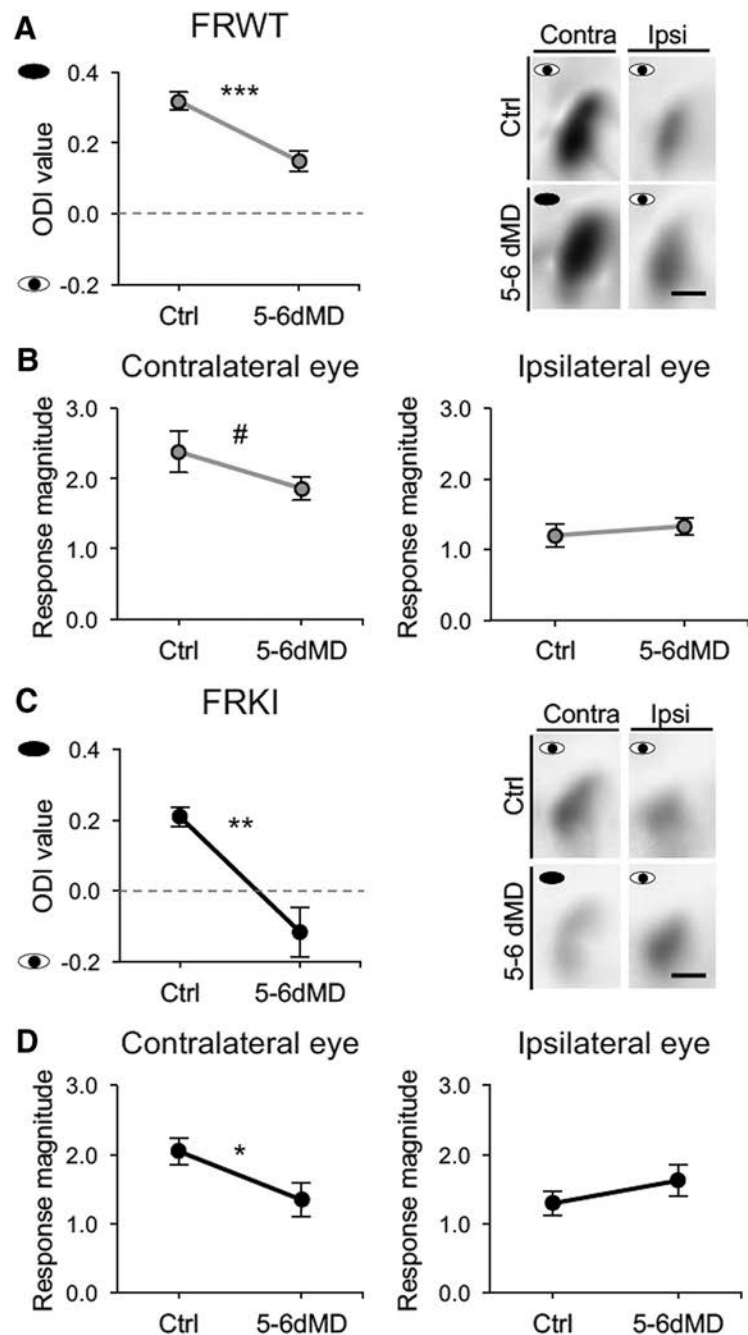 A
FRWT
ODI value
0.4
0.2
0.0
-0.2
***
Ctrl
5-6dMD
Contra
Ipsi
Ctrl
5-6 dMD
B
Contralateral eye
Response magnitude
3.0
2.0
1.0
0.0
#
Ctrl
5-6dMD
Ipsilateral eye
Response magnitude
3.0
2.0
1.0
0.0
Ctrl
5-6dMD
C
FRKI
ODI value
0.4
0.2
0.0
-0.2
**
Ctrl
5-6dMD
Contra
Ipsi
Ctrl
5-6 dMD
D
Contralateral eye
Response magnitude
3.0
2.0
1.0
0.0
*
Ctrl
5-6dMD
Ipsilateral eye
Response magnitude
3.0
2.0
1.0
0.0
Ctrl
5-6dMD